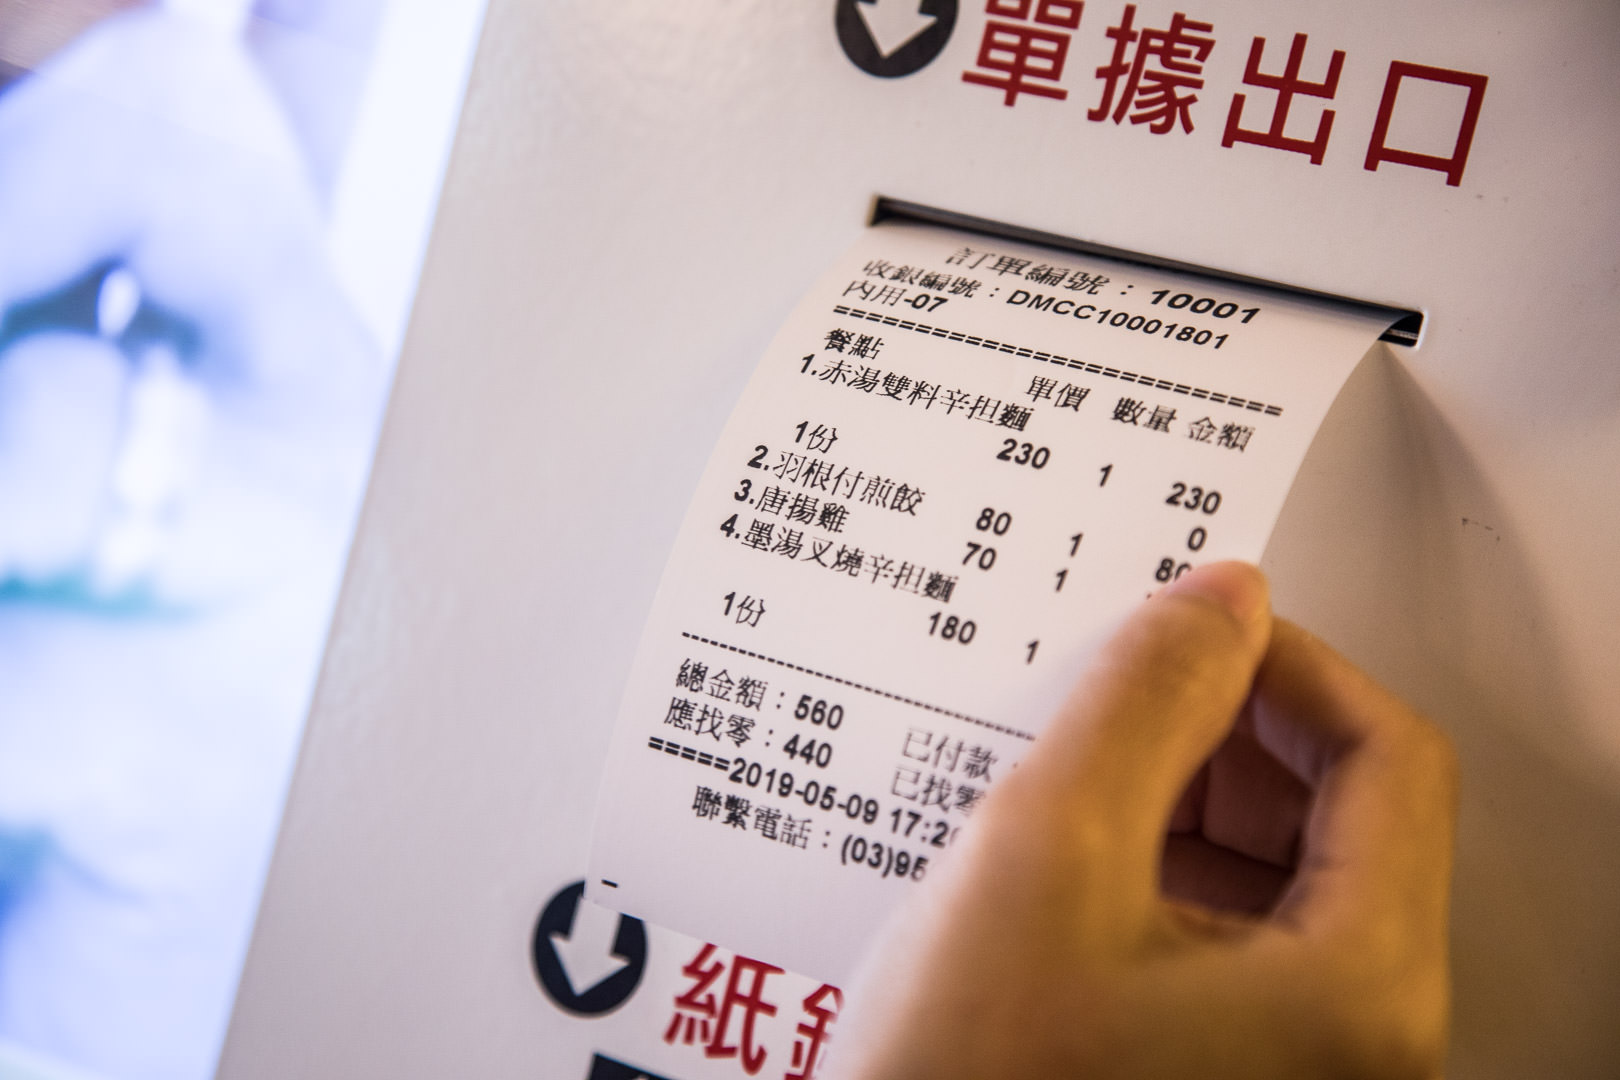 單據出口
訂單編號：10001
收銀編號：DMCC10001801
內用-07
==============================
餐點 單價 數量 金額
1.赤湯雙料辛担麵
230 1 230
1份 0
2.羽根付煎餃 80 1 80
3.唐揚雞 70 1
4.墨湯叉燒辛担麵
180 1
1份
------------------------------
總金額：560 已付款：
應找零：440 已找零
=====2019-05-09 17:2
聯繫電話：(03)95
紙